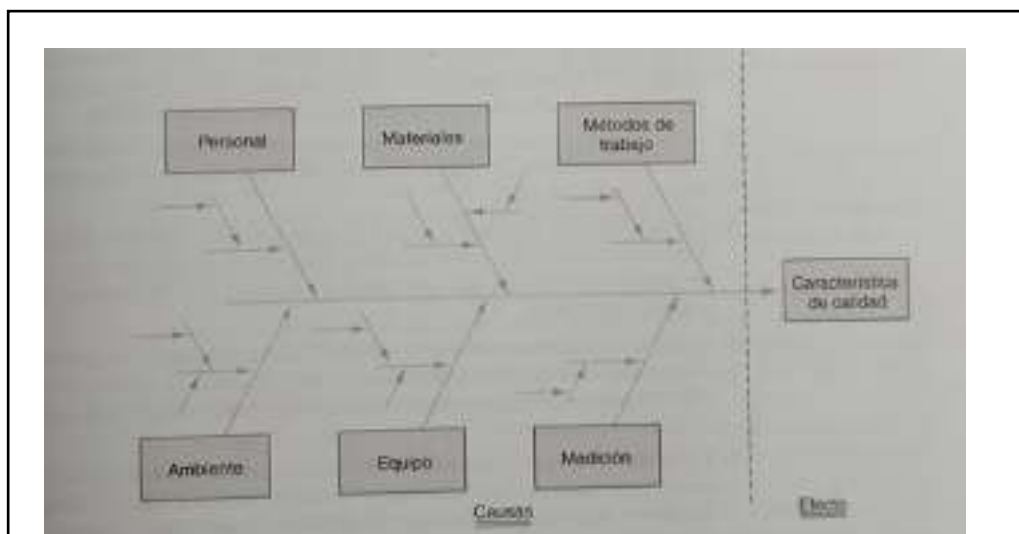 Personal
Materiales
Métodos de
trabajo
Característica
de calidad
Ambiente
Equipo
Medición
Causas
Efecto